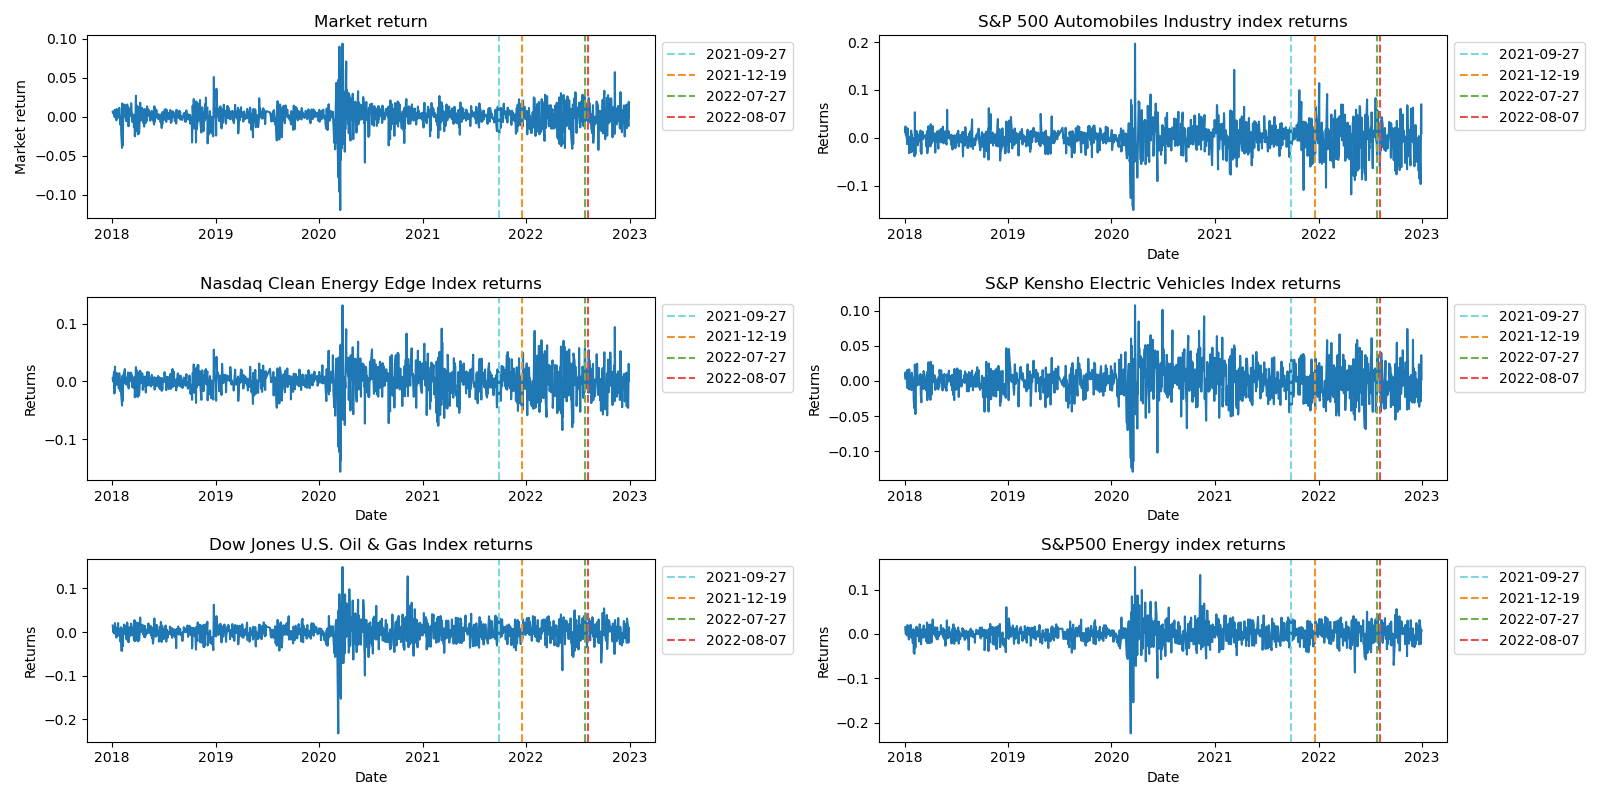 Market return
Market return
0.10
0.05
0.00
−0.05
−0.10
2018 2019 2020 2021 2022 2023
2021-09-27
2021-12-19
2022-07-27
2022-08-07
S&P 500 Automobiles Industry index returns
Returns
0.2
0.1
0.0
−0.1
2018 2019 2020 2021 2022 2023
Date
2021-09-27
2021-12-19
2022-07-27
2022-08-07
Nasdaq Clean Energy Edge Index returns
Returns
0.1
0.0
−0.1
2018 2019 2020 2021 2022 2023
Date
2021-09-27
2021-12-19
2022-07-27
2022-08-07
S&P Kensho Electric Vehicles Index returns
Returns
0.10
0.05
0.00
−0.05
−0.10
2018 2019 2020 2021 2022 2023
Date
2021-09-27
2021-12-19
2022-07-27
2022-08-07
Dow Jones U.S. Oil & Gas Index returns
Returns
0.1
0.0
−0.1
−0.2
2018 2019 2020 2021 2022 2023
Date
2021-09-27
2021-12-19
2022-07-27
2022-08-07
S&P500 Energy index returns
Returns
0.1
0.0
−0.1
−0.2
2018 2019 2020 2021 2022 2023
Date
2021-09-27
2021-12-19
2022-07-27
2022-08-07